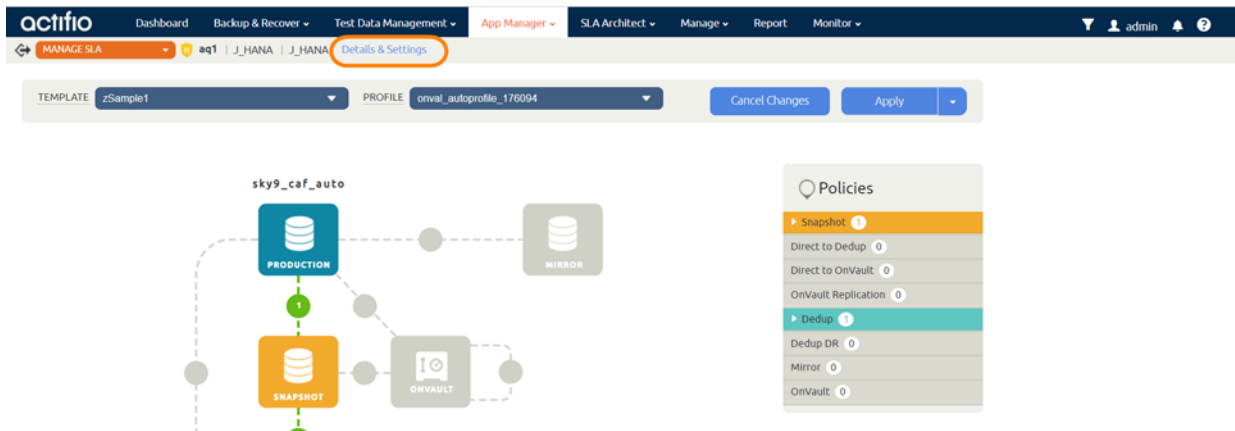 actifio Dashboard Backup & Recover Test Data Management App Manager SLA Architect Manage Report Monitor admin ?
MANAGE SLA aq1 | J_HANA | J_HANA Details & Settings
TEMPLATE zSample1 PROFILE onval_autoprofile_176094 Cancel Changes Apply
sky9_caf_auto
PRODUCTION
MIRROR
1
SNAPSHOT
ONVAULT
Policies
Snapshot 1
Direct to Dedup 0
Direct to OnVault 0
OnVault Replication 0
Dedup 1
Dedup DR 0
Mirror 0
OnVault 0